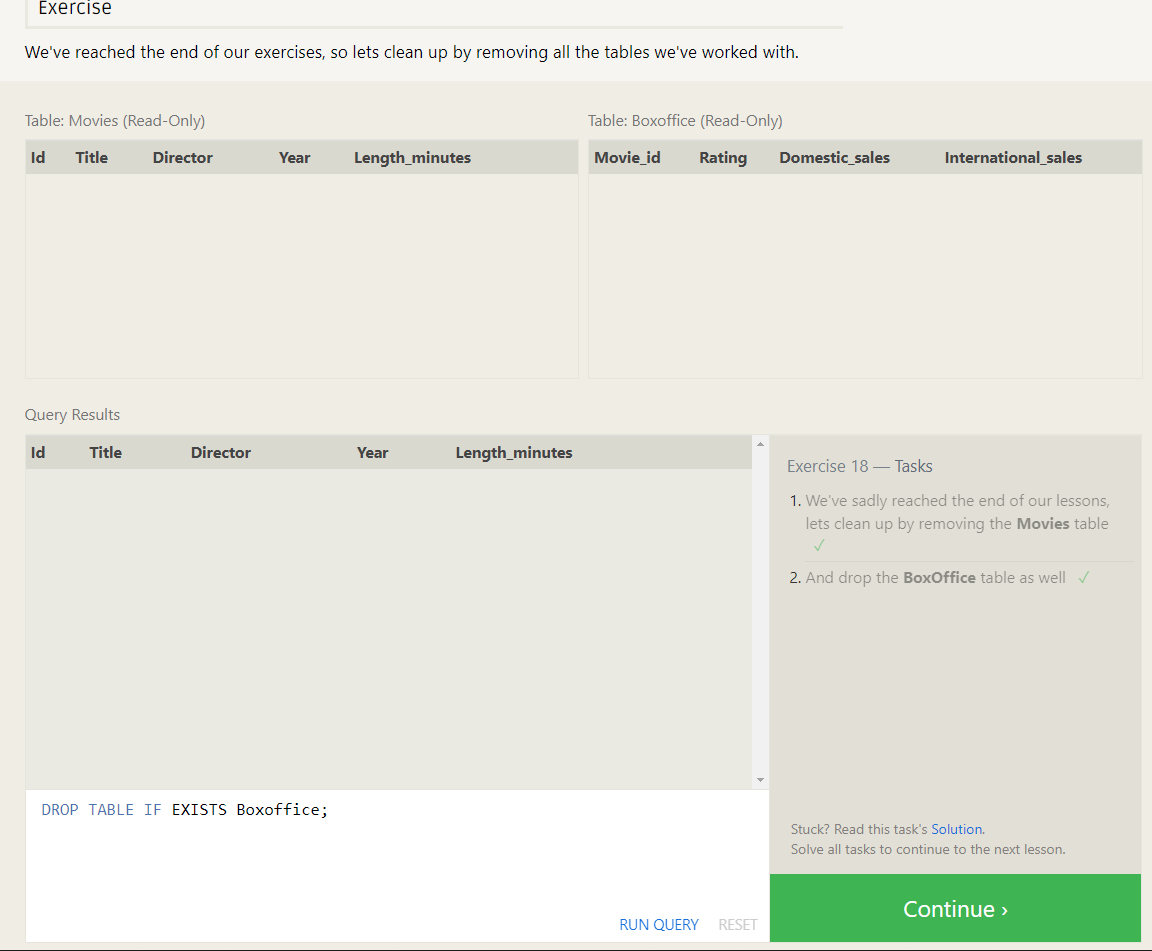 Exercise
We've reached the end of our exercises, so lets clean up by removing all the tables we've worked with.
Table: Movies (Read-Only)
Id Title Director Year Length_minutes
Table: Boxoffice (Read-Only)
Movie_id Rating Domestic_sales International_sales
Query Results
Id Title Director Year Length_minutes
Exercise 18 — Tasks
1. We've sadly reached the end of our lessons,
lets clean up by removing the Movies table
✓
2. And drop the BoxOffice table as well ✓
DROP TABLE IF EXISTS Boxoffice;
RUN QUERY RESET
Stuck? Read this task's Solution.
Solve all tasks to continue to the next lesson.
Continue ›